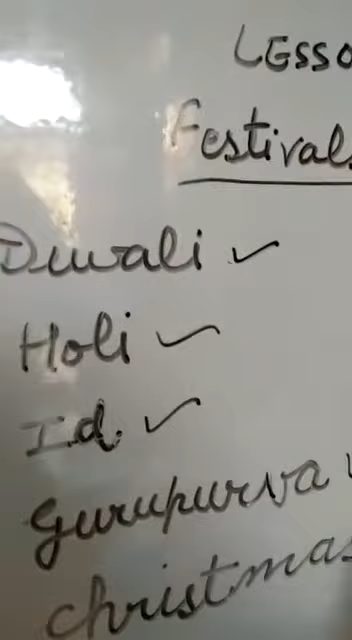 Lesso
Festivals
Diwali ✓
Holi ✓
Id. ✓
Gurupurva ✓
Christmas